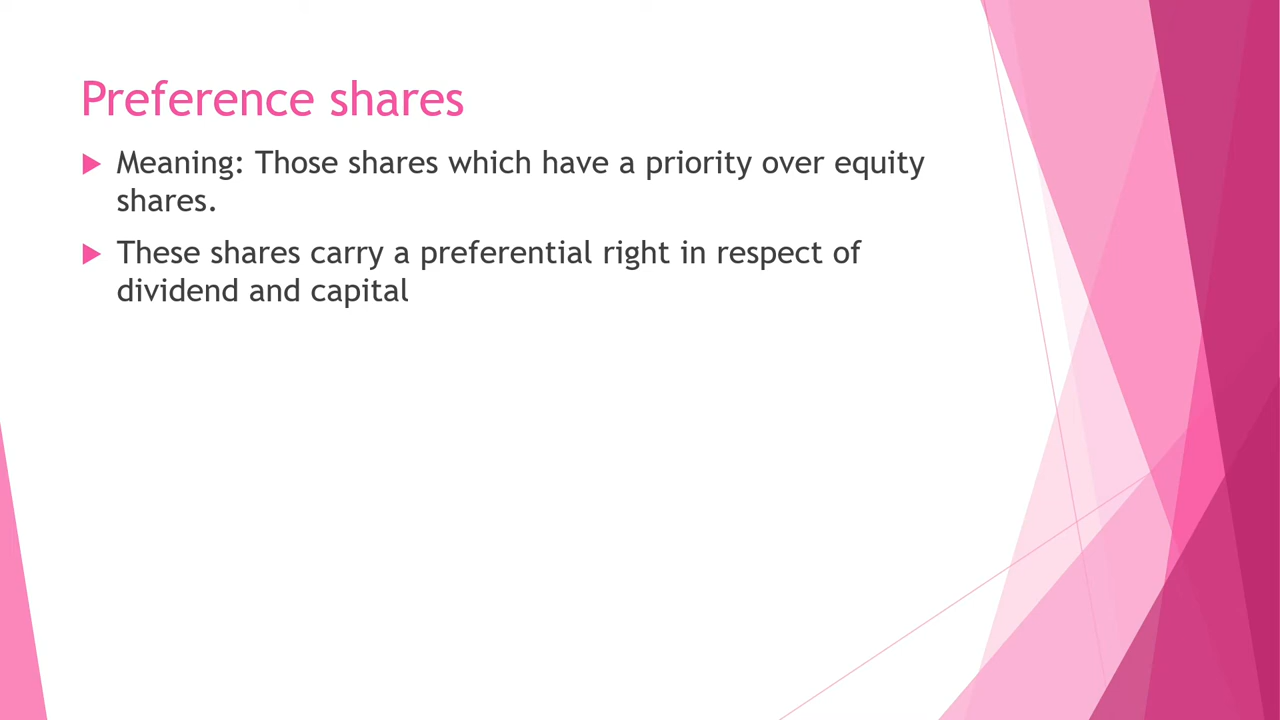 Preference shares
Meaning: Those shares which have a priority over equity
shares.
These shares carry a preferential right in respect of
dividend and capital